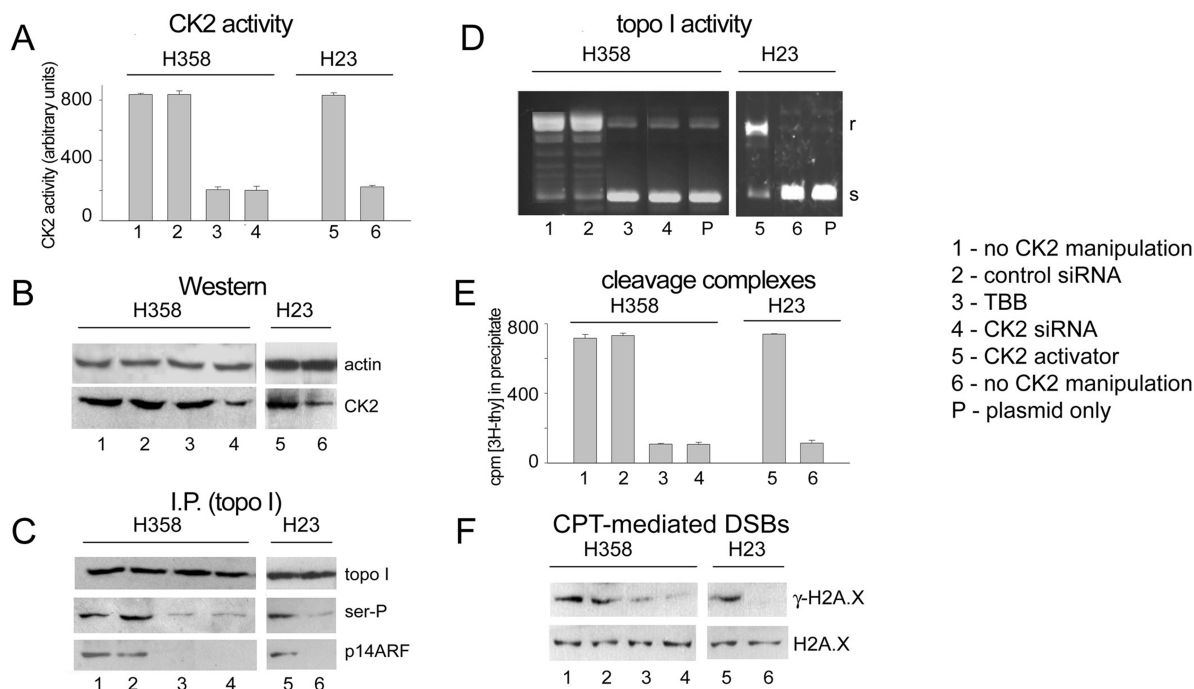 A
CK2 activity
H358 H23
CK2 activity (arbitrary units)
800
400
0
1 2 3 4 5 6
B
Western
H358 H23
actin
CK2
1 2 3 4 5 6
C
I.P. (topo I)
H358 H23
topo I
ser-P
p14ARF
1 2 3 4 5 6
D
topo I activity
H358 H23
r
s
1 2 3 4 P 5 6 P
E
cleavage complexes
H358 H23
cpm [3H-thy] in precipitate
800
400
0
1 2 3 4 5 6
F
CPT-mediated DSBs
H358 H23
γ-H2A.X
H2A.X
1 2 3 4 5 6
1 - no CK2 manipulation
2 - control siRNA
3 - TBB
4 - CK2 siRNA
5 - CK2 activator
6 - no CK2 manipulation
P - plasmid only